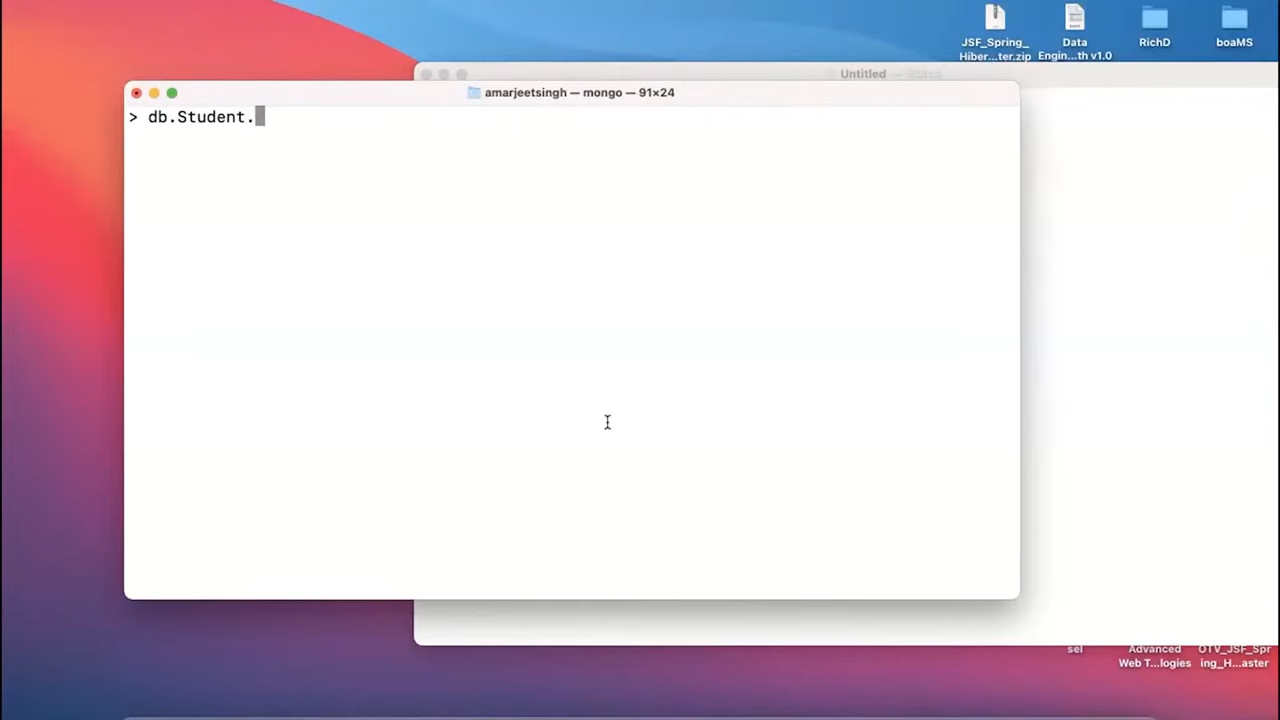 JSF_Spring_
Hiber...ter.zip
Data
Engin...th v1.0
RichD
boaMS
Untitled
amarjeetsingh — mongo — 91×24
> db.Student.
sel
Advanced
Web T...logies
OTV_JSF_Spr
ing_H...aster